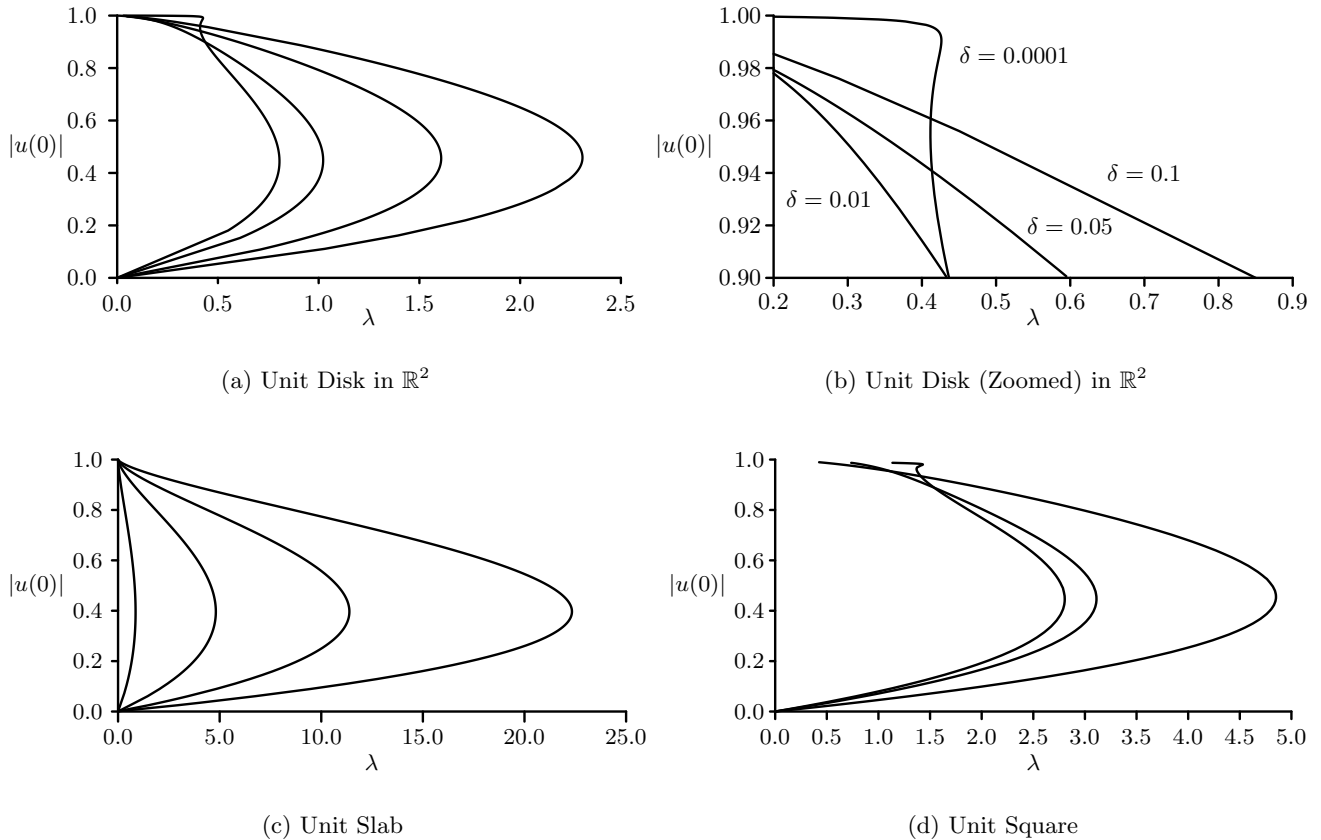 1.0
0.8
0.6
0.4
0.2
0.0
|u(0)|
0.0 0.5 1.0 1.5 2.0 2.5
λ
(a) Unit Disk in ℝ²
1.00
0.98
0.96
0.94
0.92
0.90
|u(0)|
δ = 0.0001
δ = 0.1
δ = 0.01
δ = 0.05
0.2 0.3 0.4 0.5 0.6 0.7 0.8 0.9
λ
(b) Unit Disk (Zoomed) in ℝ²
1.0
0.8
0.6
0.4
0.2
0.0
|u(0)|
0.0 5.0 10.0 15.0 20.0 25.0
λ
(c) Unit Slab
1.0
0.8
0.6
0.4
0.2
0.0
|u(0)|
0.0 0.5 1.0 1.5 2.0 2.5 3.0 3.5 4.0 4.5 5.0
λ
(d) Unit Square